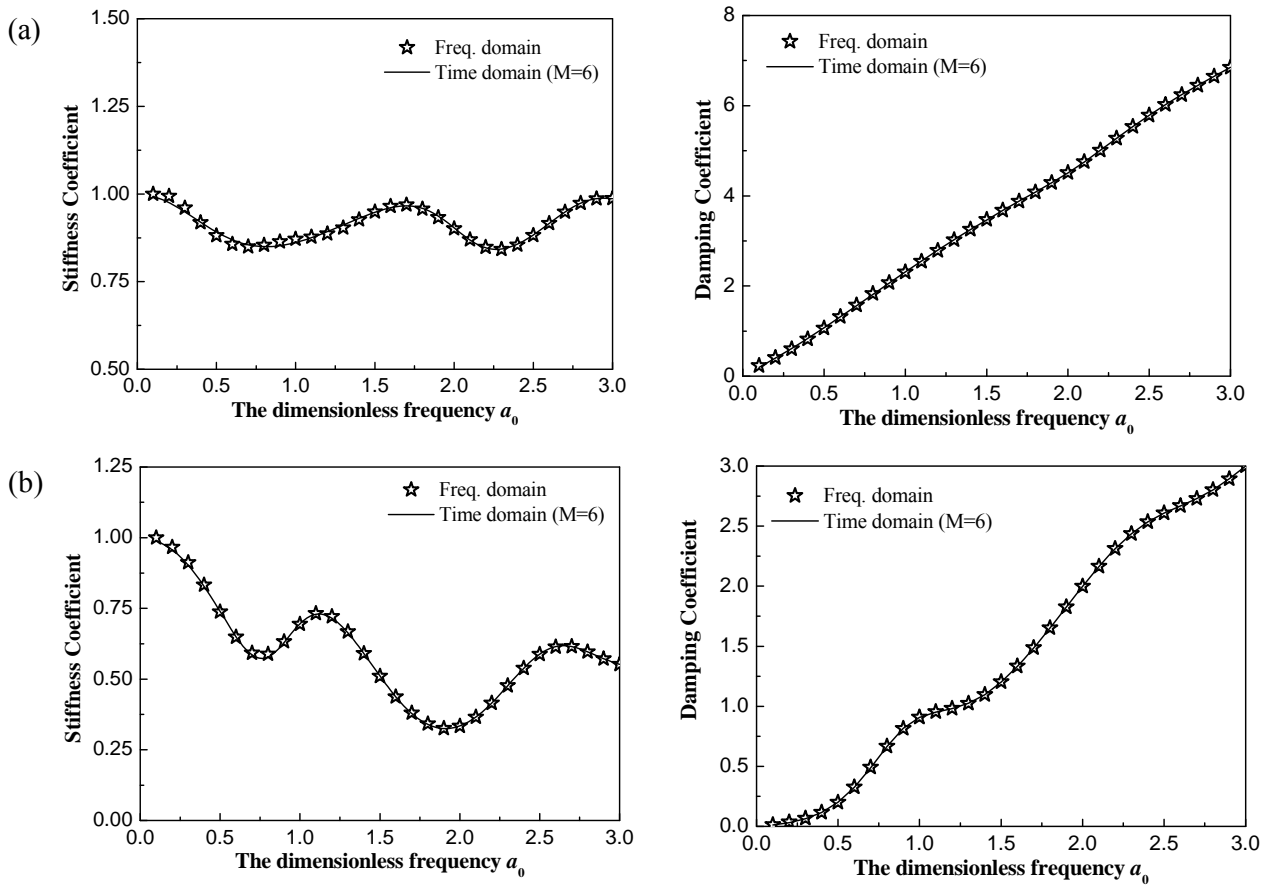 (a)
1.50
1.25
1.00
0.75
0.50
Stiffness Coefficient
Freq. domain
Time domain (M=6)
0.0 0.5 1.0 1.5 2.0 2.5 3.0
The dimensionless frequency a0
8
6
4
2
0
Damping Coefficient
Freq. domain
Time domain (M=6)
0.0 0.5 1.0 1.5 2.0 2.5 3.0
The dimensionless frequency a0
(b)
1.25
1.00
0.75
0.50
0.25
0.00
Stiffness Coefficient
Freq. domain
Time domain (M=6)
0.0 0.5 1.0 1.5 2.0 2.5 3.0
The dimensionless frequency a0
3.0
2.5
2.0
1.5
1.0
0.5
0.0
Damping Coefficient
Freq. domain
Time domain (M=6)
0.0 0.5 1.0 1.5 2.0 2.5 3.0
The dimensionless frequency a0